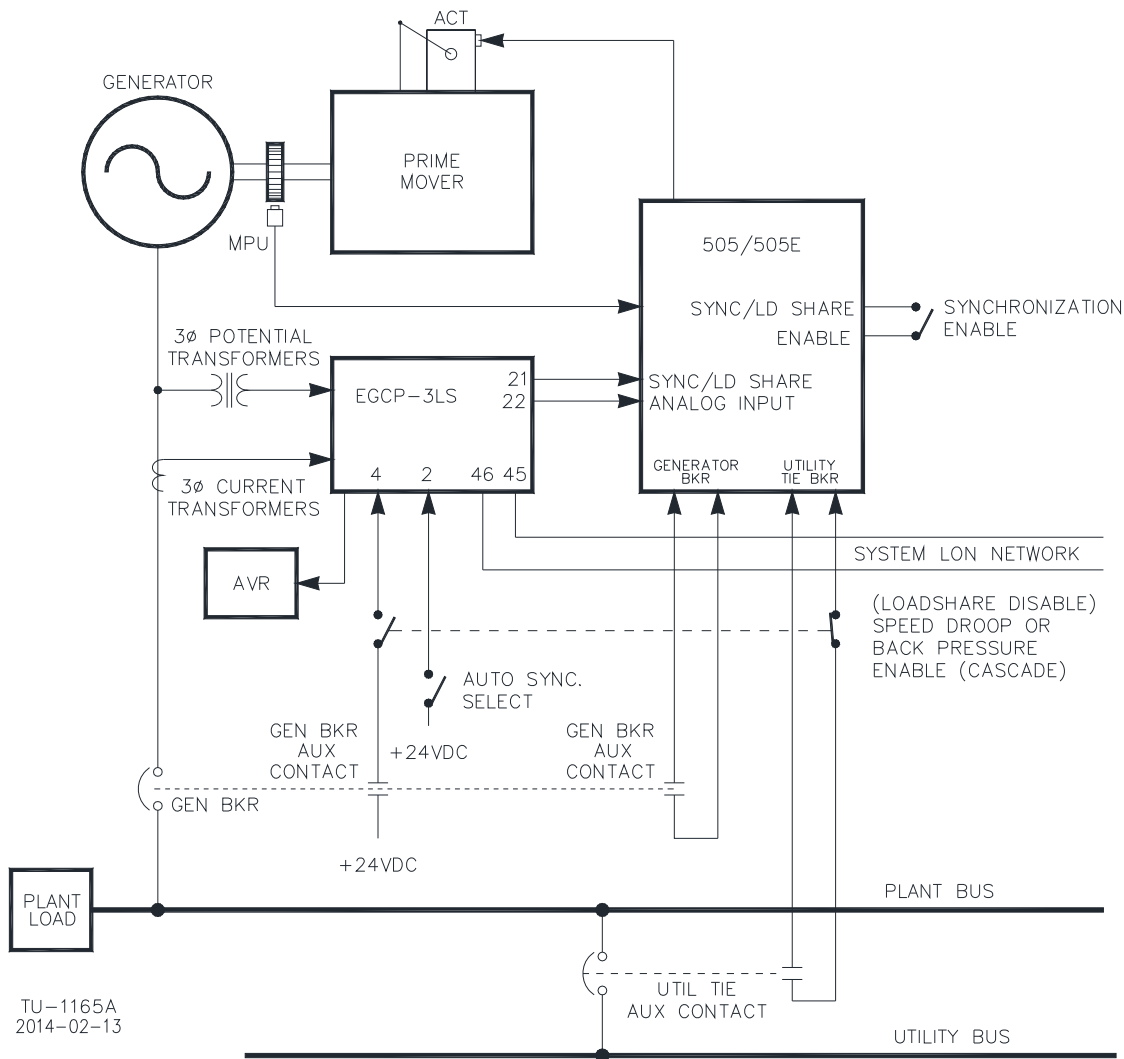 ACT
GENERATOR
PRIME
MOVER
MPU
505/505E
SYNC/LD SHARE
ENABLE
SYNCHRONIZATION
ENABLE
3ø POTENTIAL
TRANSFORMERS
EGCP-3LS
21
22
SYNC/LD SHARE
ANALOG INPUT
4
2
46
45
GENERATOR
BKR
UTILITY
TIE BKR
3ø CURRENT
TRANSFORMERS
AVR
SYSTEM LON NETWORK
(LOADSHARE DISABLE)
SPEED DROOP OR
BACK PRESSURE
ENABLE (CASCADE)
AUTO SYNC.
SELECT
+24VDC
GEN BKR
AUX
CONTACT
GEN BKR
AUX
CONTACT
GEN BKR
+24VDC
PLANT
LOAD
PLANT BUS
UTIL TIE
AUX CONTACT
TU-1165A
2014-02-13
UTILITY BUS